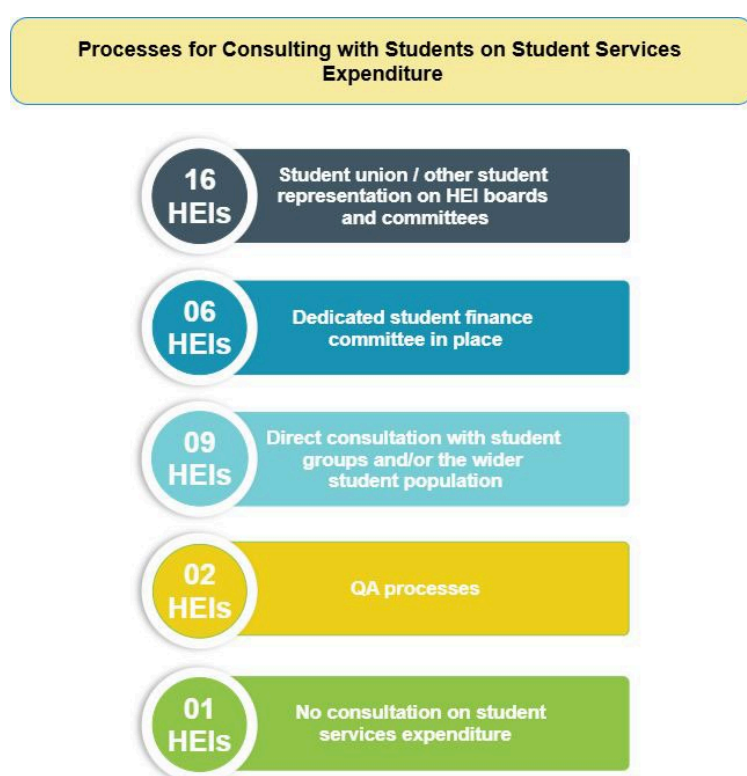 Processes for Consulting with Students on Student Services
Expenditure
16
HEIs
Student union / other student
representation on HEI boards
and committees
06
HEIs
Dedicated student finance
committee in place
09
HEIs
Direct consultation with student
groups and/or the wider
student population
02
HEIs
QA processes
01
HEIs
No consultation on student
services expenditure